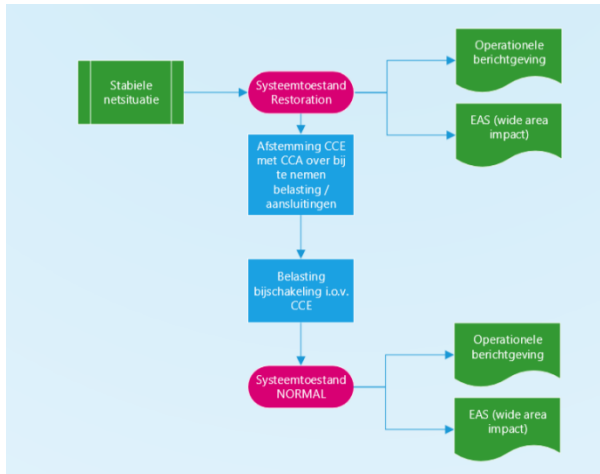 Operationele
berichtgeving
Stabiele
netsituatie
Systeemtoestand
Restoration
EAS (wide area
impact)
Afstemming CCE
met CCA over bij
te nemen
belasting /
aansluitingen
Belasting
bijschakeling i.o.v.
CCE
Operationele
berichtgeving
Systeemtoestand
NORMAL
EAS (wide area
impact)